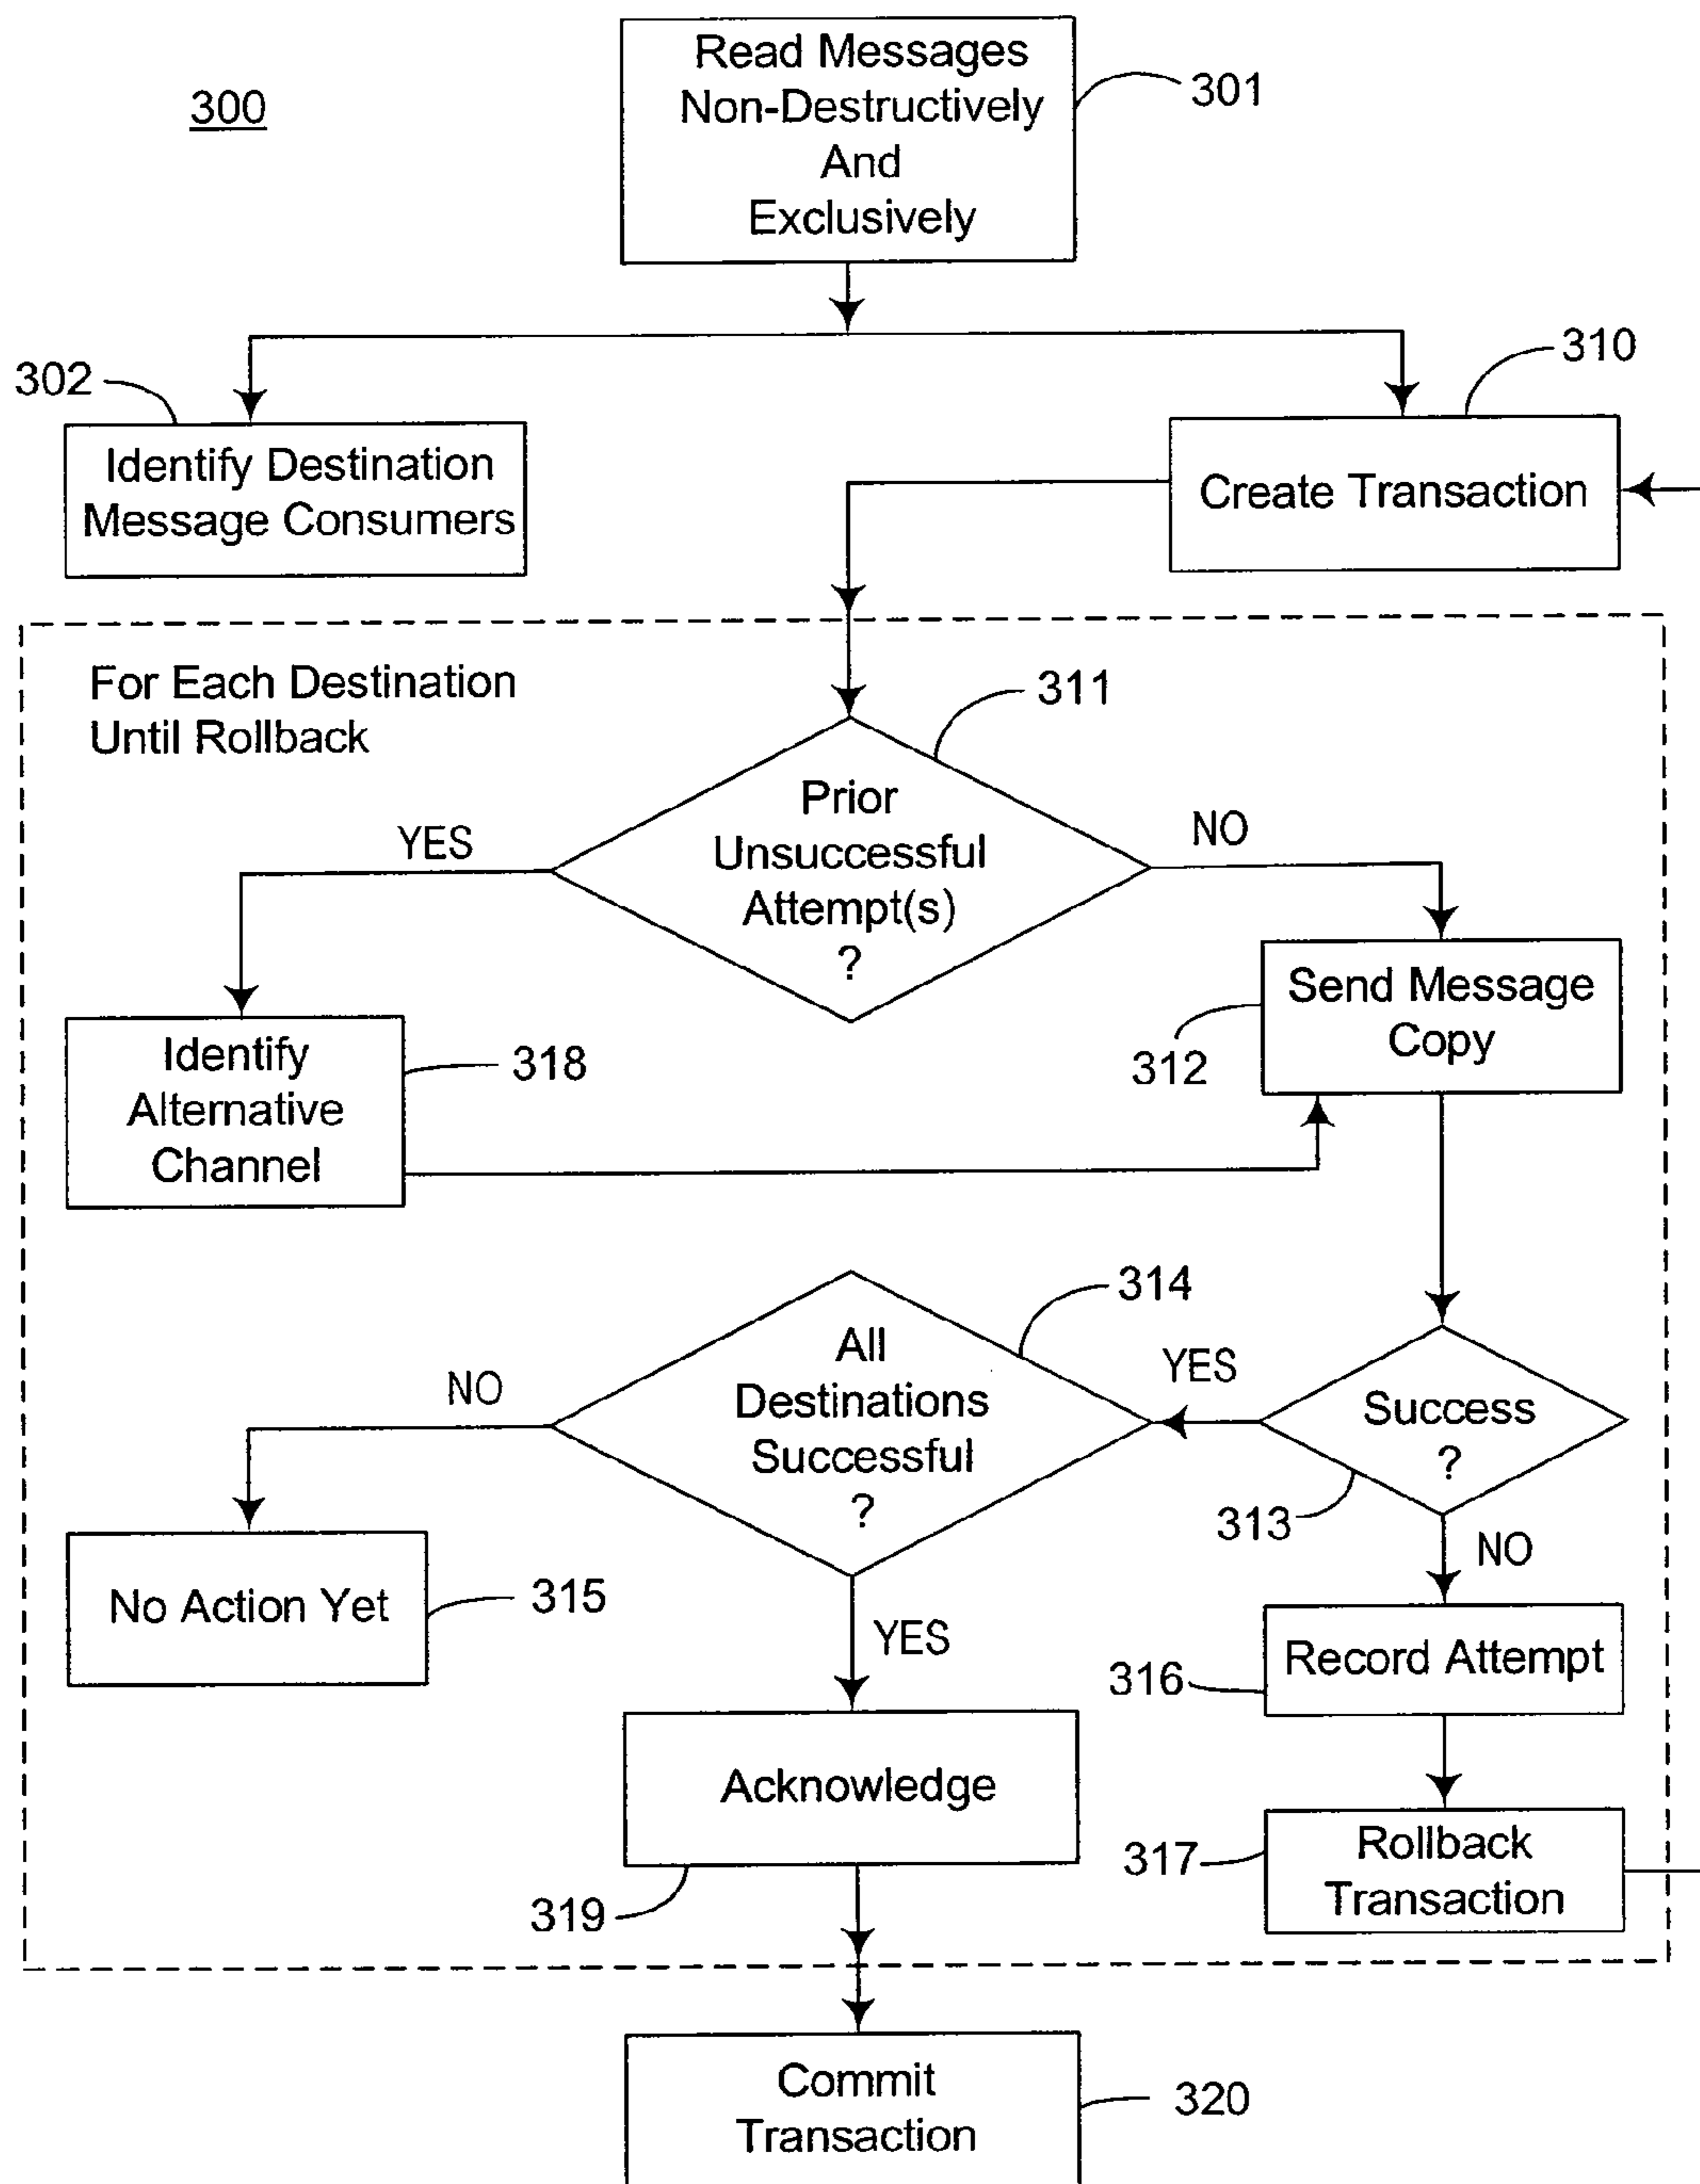 300
Read Messages
Non-Destructively
And
Exclusively
301
302
310
Identify Destination
Message Consumers
Create Transaction
For Each Destination
Until Rollback
311
Prior
Unsuccessful
Attempt(s)
?
YES
NO
Identify
Alternative
Channel
318
Send Message
Copy
312
314
All
Destinations
Successful
?
NO
YES
Success
?
313
NO
No Action Yet
315
YES
Record Attempt
316
Acknowledge
319
Rollback
Transaction
317
Commit
Transaction
320